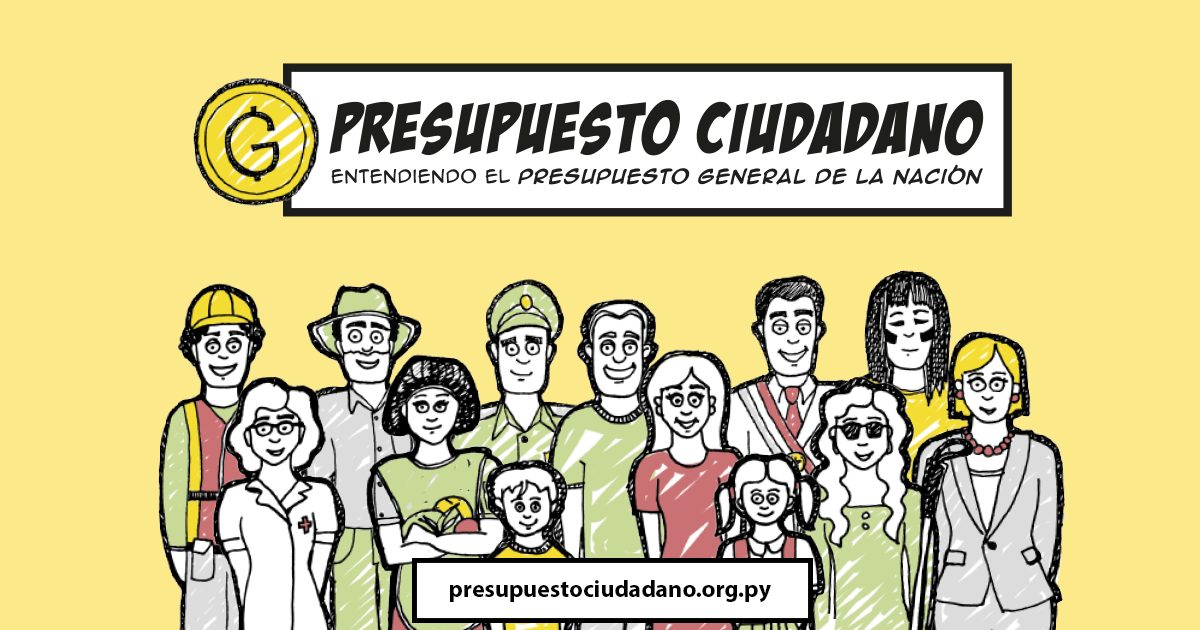 G
PRESUPUESTO CIUDADANO
ENTENDIENDO EL PRESUPUESTO GENERAL DE LA NACIÓN
presupuestociudadano.org.py